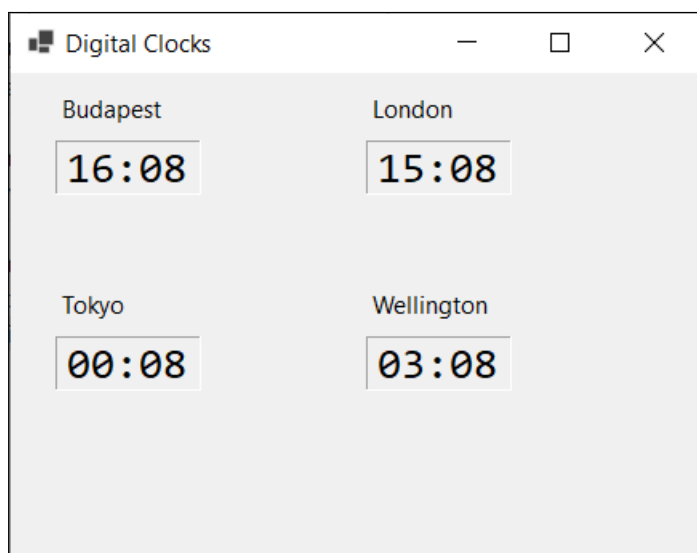 Digital Clocks
Budapest London
16:08 15:08
Tokyo Wellington
00:08 03:08